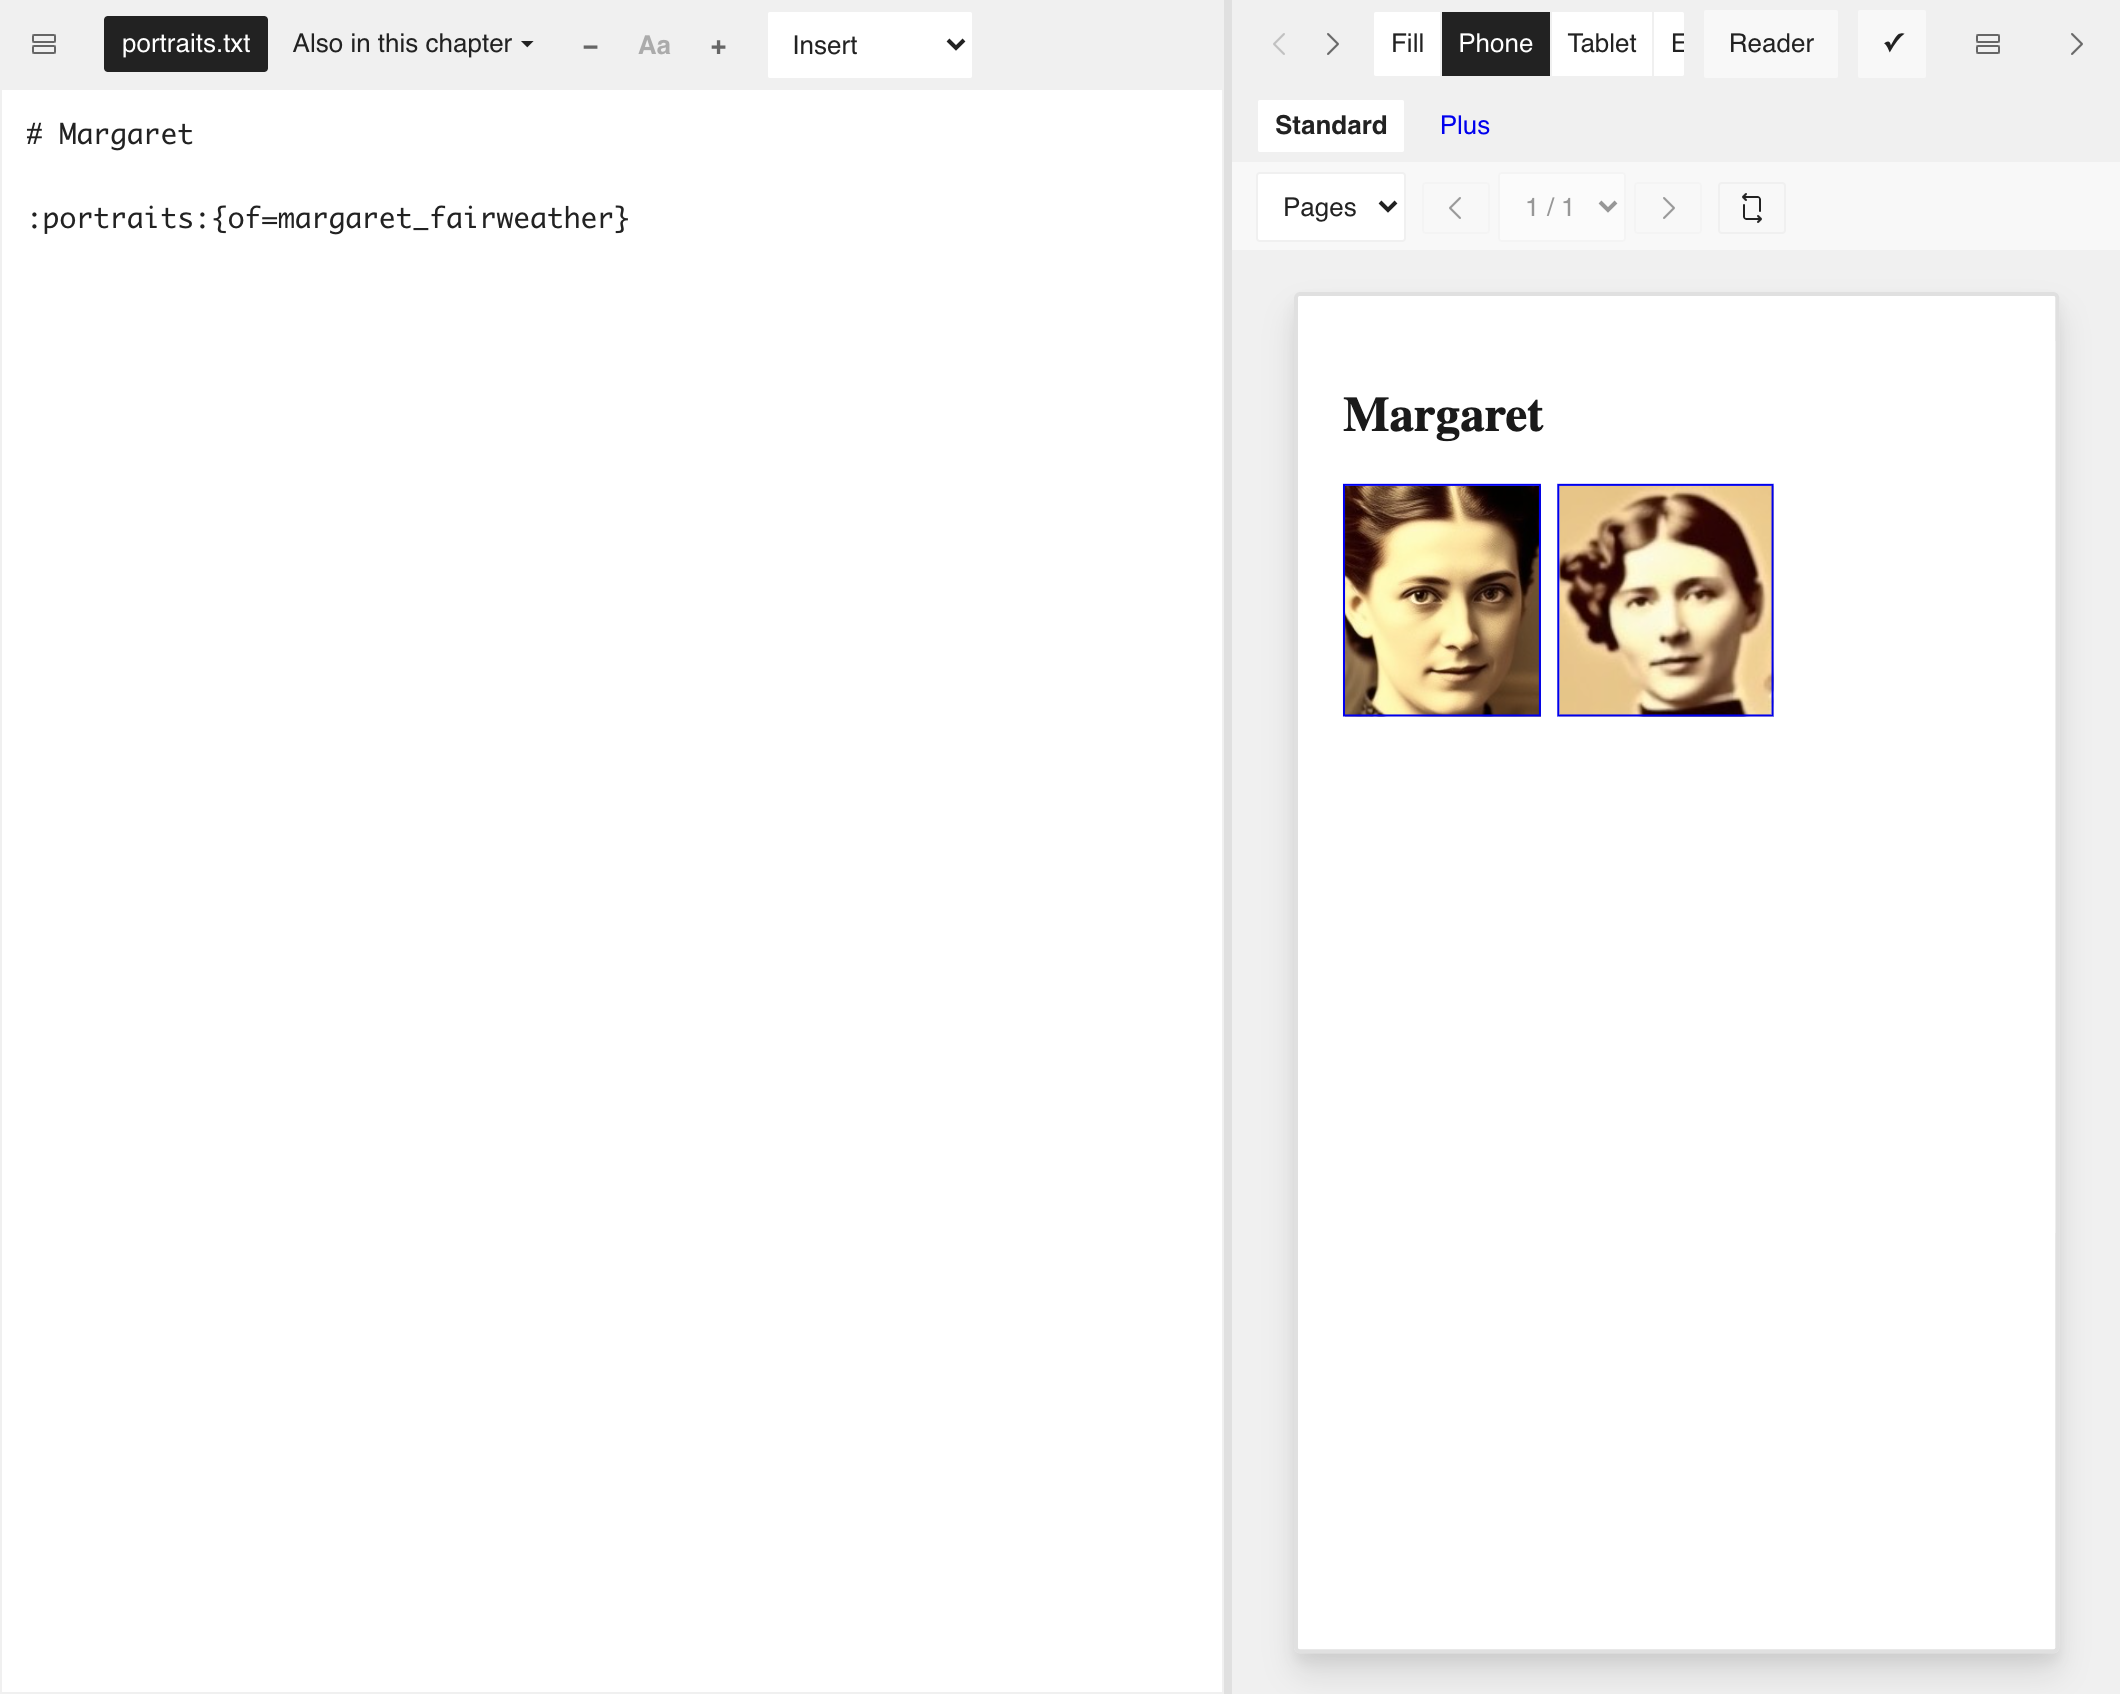 portraits.txt Also in this chapter − Aa + Insert
# Margaret
:portraits:{of=margaret_fairweather}
Fill Phone Tablet E Reader ✓
Standard Plus
Pages 1 / 1
Margaret